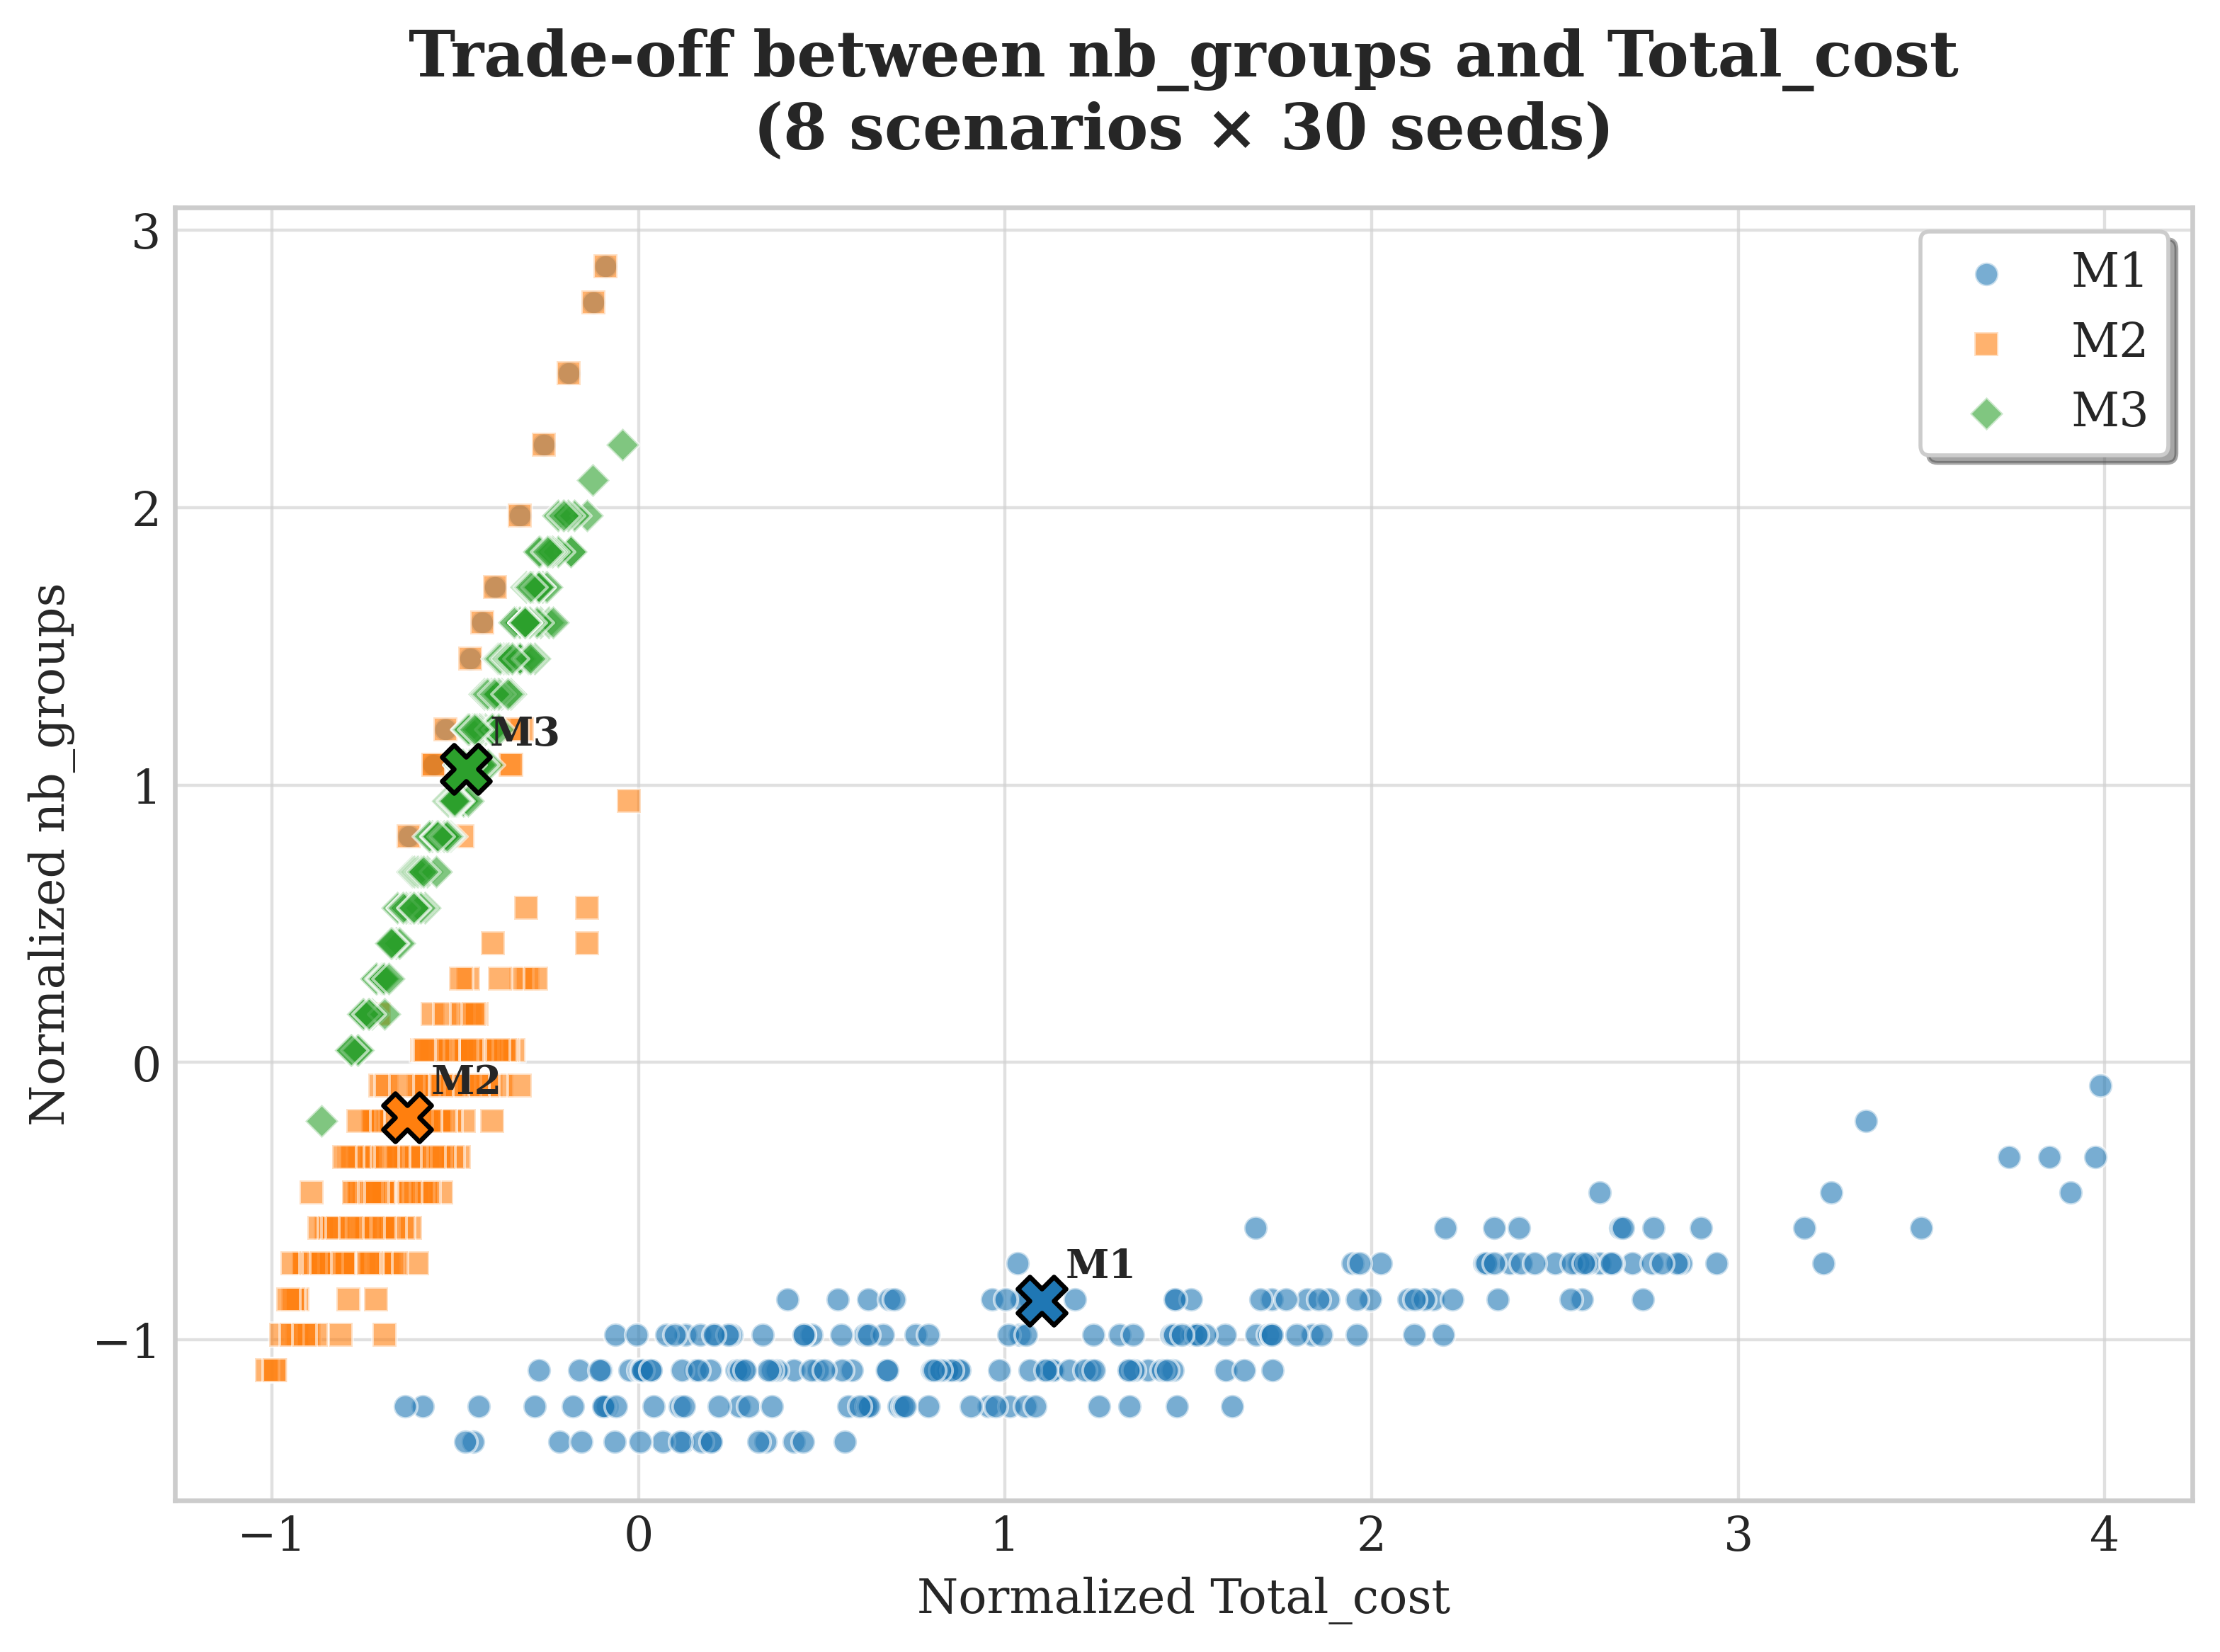 Trade-off between nb_groups and Total_cost
(8 scenarios × 30 seeds)
Normalized nb_groups
3
2
1
0
−1
M1
M2
M3
M3
M2
M1
−1
0
1
2
3
4
Normalized Total_cost